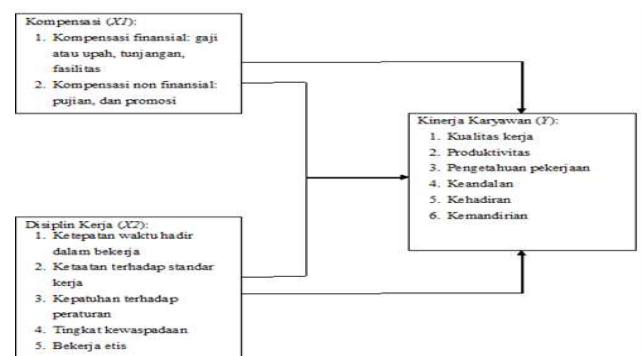 Kompensasi (X1):
1. Kompensasi finansial: gaji
atau upah, tunjangan,
fasilitas
2. Kompensasi non finansial:
pujian, dan promosi
Kinerja Karyawan (Y):
1. Kualitas kerja
2. Produktivitas
3. Pengetahuan pekerjaan
4. Keandalan
5. Kehadiran
6. Kemandirian
Disiplin Kerja (X2):
1. Ketepatan waktu hadir
dalam bekerja
2. Ketaatan terhadap standar
kerja
3. Kepatuhan terhadap
peraturan
4. Tingkat kewaspadaan
5. Bekerja etis